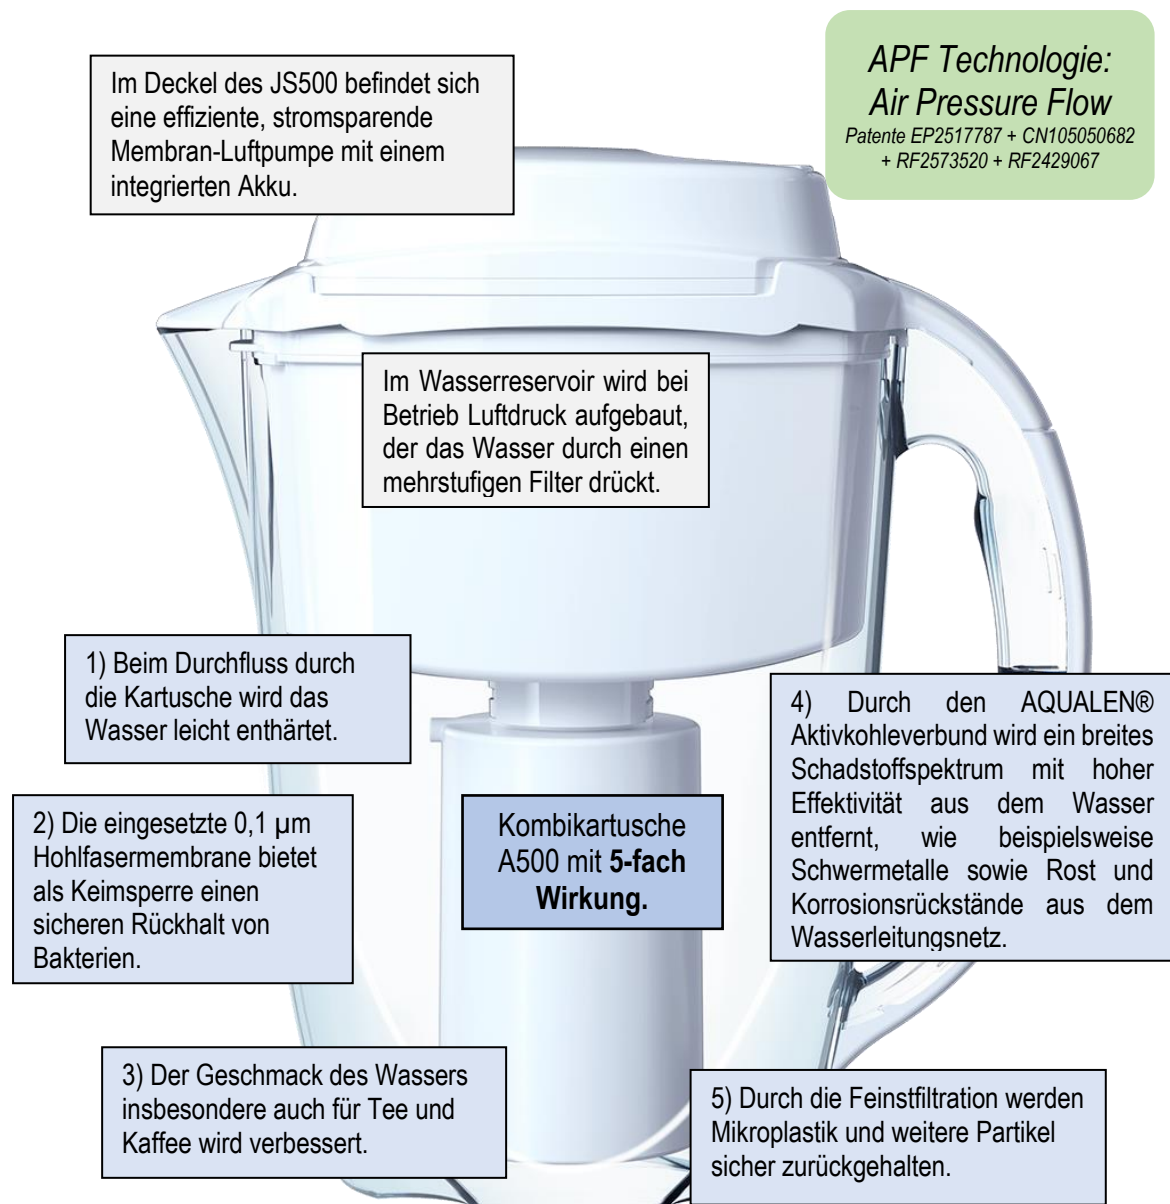 Im Deckel des JS500 befindet sich
eine effiziente, stromsparende
Membran-Luftpumpe mit einem
integrierten Akku.
APF Technologie:
Air Pressure Flow
Patente EP2517787 + CN105050682
+ RF2573520 + RF2429067
Im Wasserreservoir wird bei
Betrieb Luftdruck aufgebaut,
der das Wasser durch einen
mehrstufigen Filter drückt.
1) Beim Durchfluss durch
die Kartusche wird das
Wasser leicht enthärtet.
2) Die eingesetzte 0,1 µm
Hohlfasermembrane bietet
als Keimsperre einen
sicheren Rückhalt von
Bakterien.
Kombikartusche
A500 mit 5-fach
Wirkung.
3) Der Geschmack des Wassers
insbesondere auch für Tee und
Kaffee wird verbessert.
4) Durch den AQUALEN®
Aktivkohleverbund wird ein breites
Schadstoffspektrum mit hoher
Effektivität aus dem Wasser
entfernt, wie beispielsweise
Schwermetalle sowie Rost und
Korrosionsrückstände aus dem
Wasserleitungsnetz.
5) Durch die Feinstfiltration werden
Mikroplastik und weitere Partikel
sicher zurückgehalten.